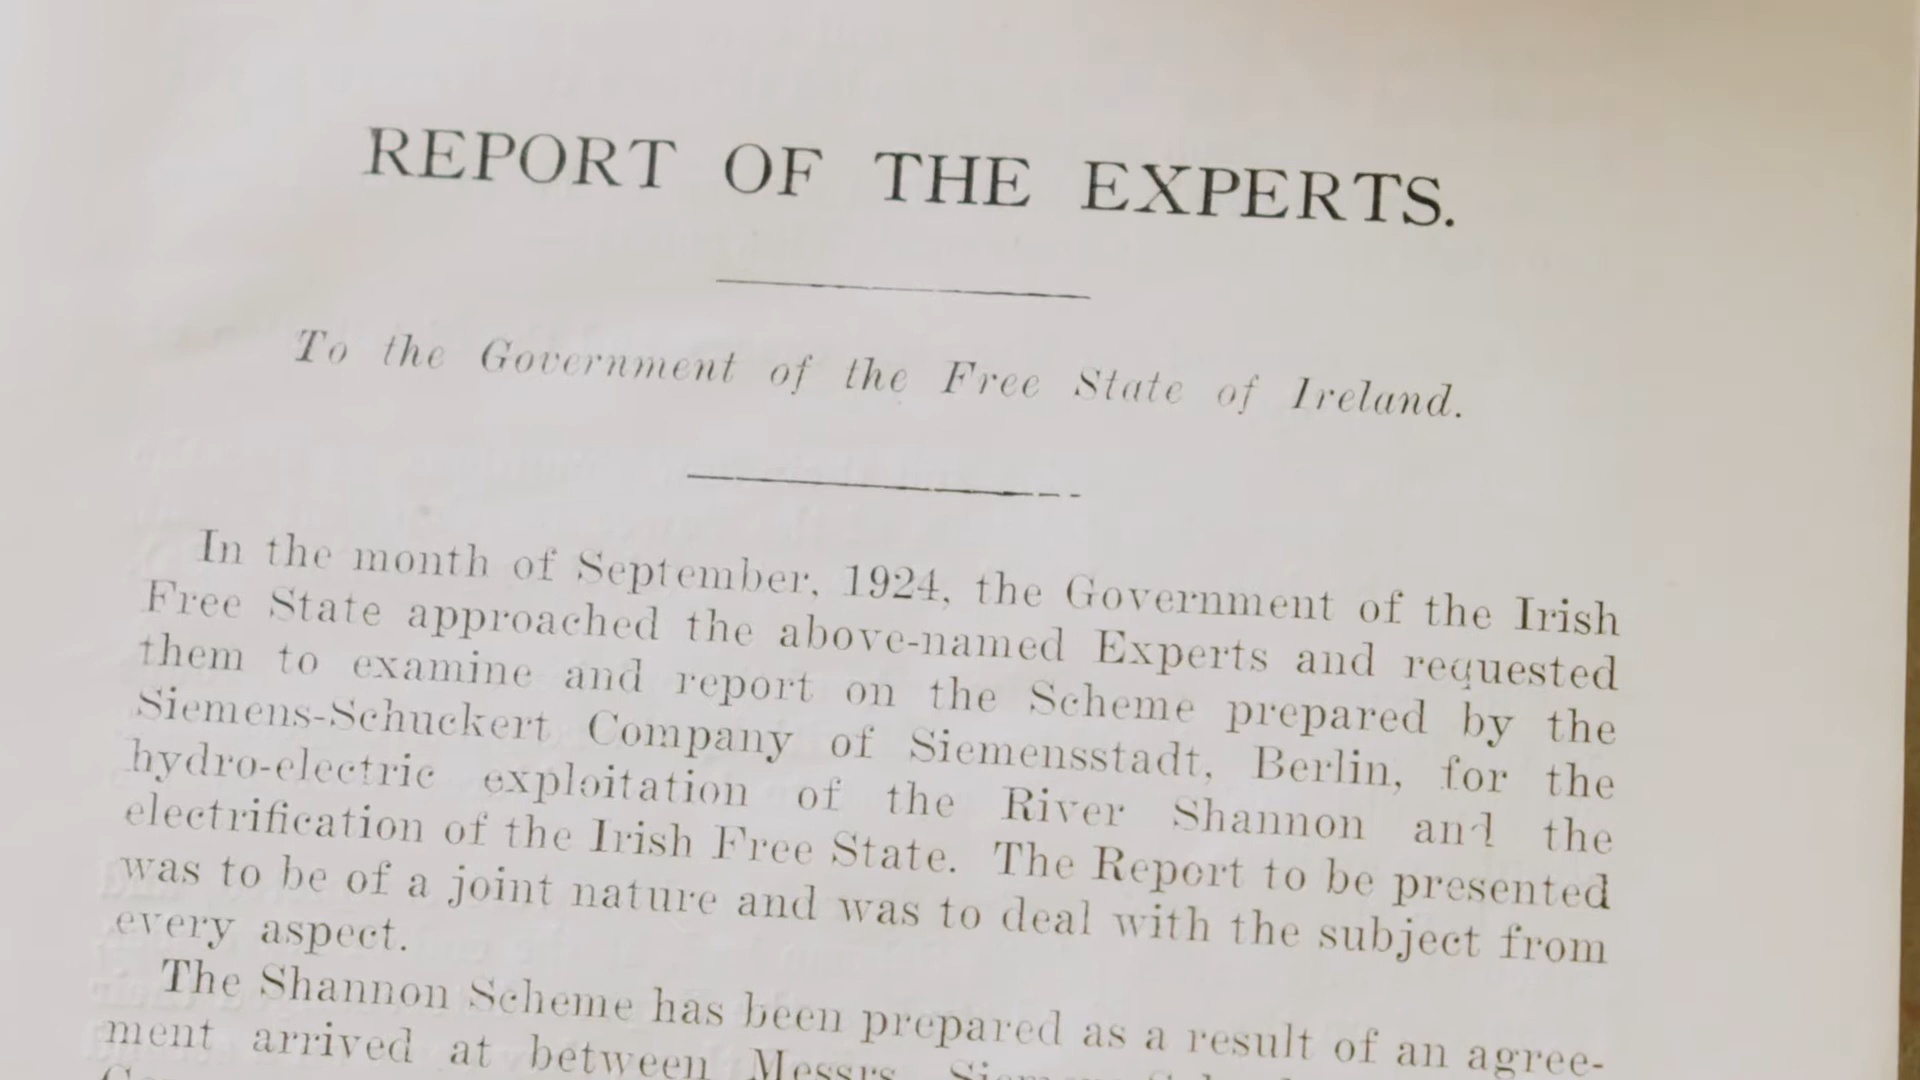 REPORT OF THE EXPERTS.
To the Government of the Free State of Ireland.
In the month of September, 1924, the Government of the Irish
Free State approached the above-named Experts and requested
them to examine and report on the Scheme prepared by the
Siemens-Schuckert Company of Siemensstadt, Berlin, for the
hydro-electric exploitation of the River Shannon and the
electrification of the Irish Free State. The Report to be presented
was to be of a joint nature and was to deal with the subject from
every aspect.
The Shannon Scheme has been prepared as a result of an agree-
ment arrived at between Messrs.